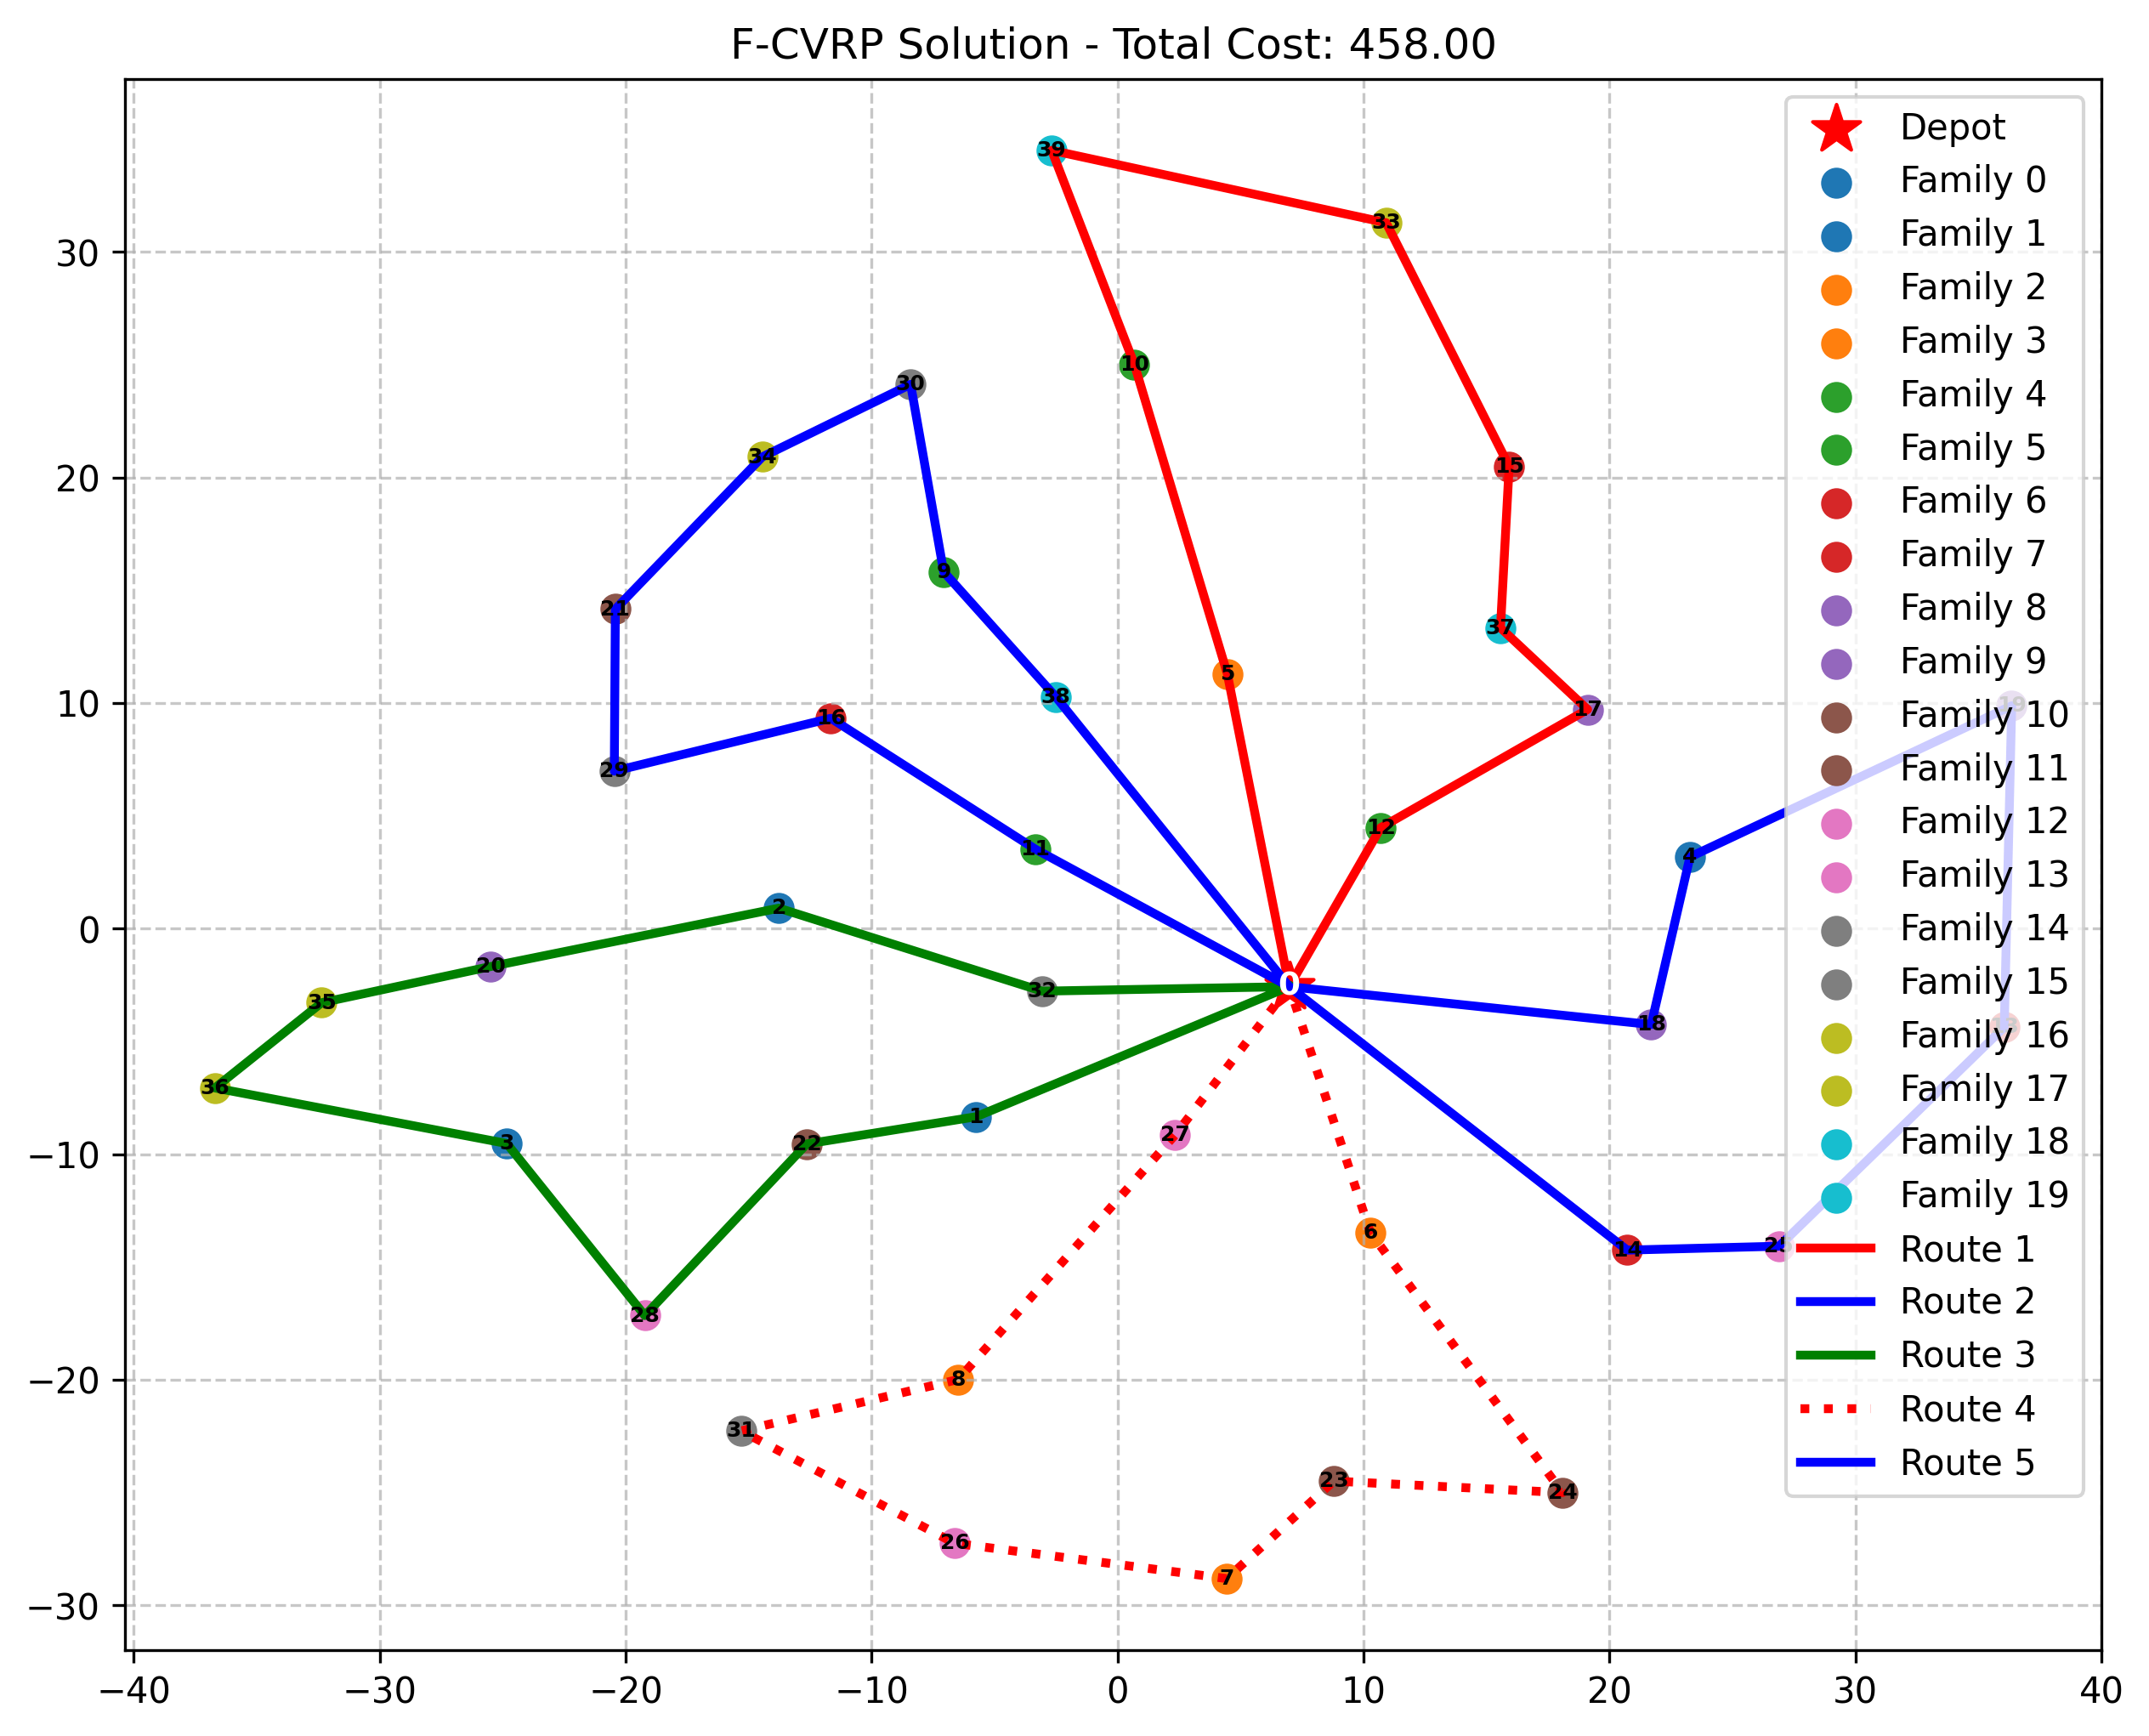 F-CVRP Solution - Total Cost: 458.00
30
20
10
0
−10
−20
−30
−40
−30
−20
−10
0
10
20
30
40
Depot
Family 0
Family 1
Family 2
Family 3
Family 4
Family 5
Family 6
Family 7
Family 8
Family 9
Family 10
Family 11
Family 12
Family 13
Family 14
Family 15
Family 16
Family 17
Family 18
Family 19
Route 1
Route 2
Route 3
Route 4
Route 5
39
33
10
30
15
34
9
21
5
37
38
17
16
19
29
12
11
4
2
20
32
0
35
18
36
1
27
3
22
6
14
28
8
31
23
24
26
7